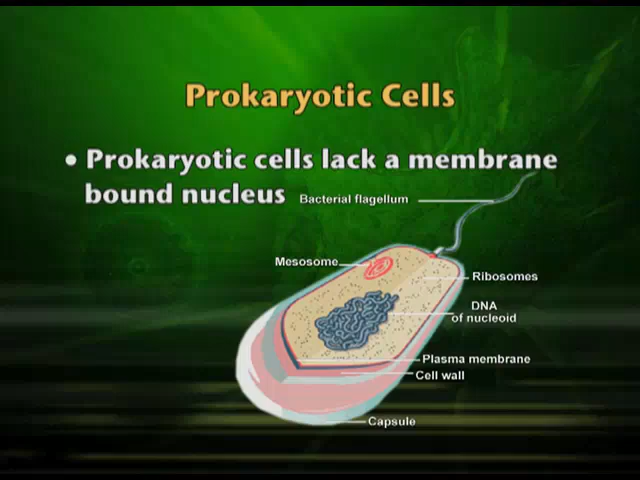 Prokaryotic Cells
• Prokaryotic cells lack a membrane
bound nucleus
Bacterial flagellum
Mesosome
Ribosomes
DNA
of nucleoid
Plasma membrane
Cell wall
Capsule